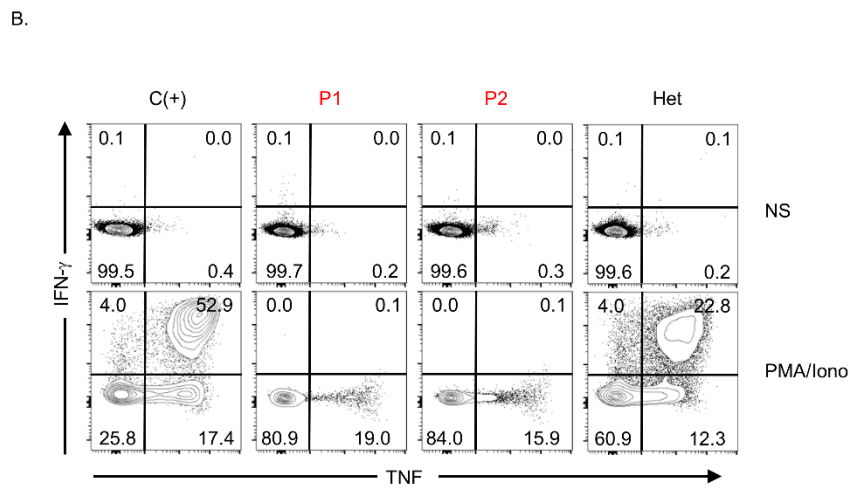 B.
C(+) P1 P2 Het
0.1 0.0 0.1 0.0 0.1 0.0 0.1 0.1
NS
99.5 0.4 99.7 0.2 99.6 0.3 99.6 0.2
IFN-γ
4.0 52.9 0.0 0.1 0.0 0.1 4.0 22.8
PMA/Iono
25.8 17.4 80.9 19.0 84.0 15.9 60.9 12.3
TNF